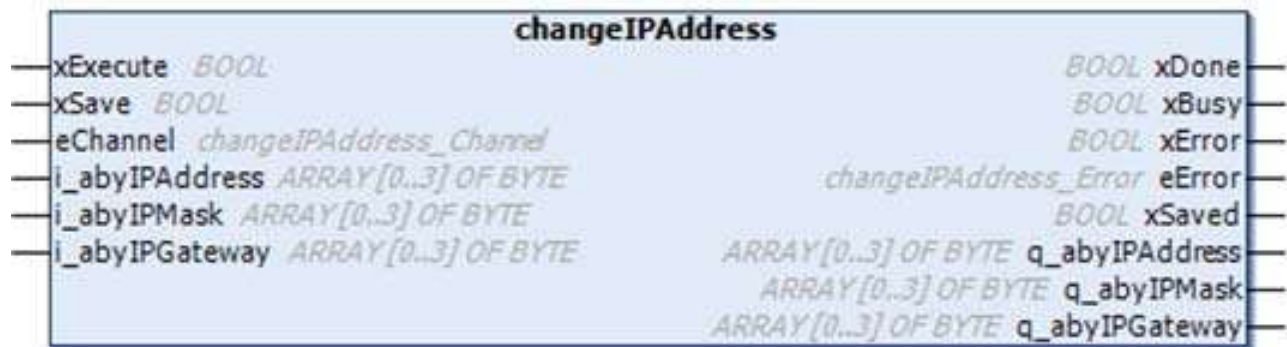 changeIPAddress
xExecute BOOL
BOOL xDone
xSave BOOL
BOOL xBusy
eChannel changeIPAddress_Channel
BOOL xError
i_abyIPAddress ARRAY [0..3] OF BYTE
changeIPAddress_Error eError
i_abyIPMask ARRAY [0..3] OF BYTE
BOOL xSaved
i_abyIPGateway ARRAY [0..3] OF BYTE
ARRAY [0..3] OF BYTE q_abyIPAddress
ARRAY [0..3] OF BYTE q_abyIPMask
ARRAY [0..3] OF BYTE q_abyIPGateway